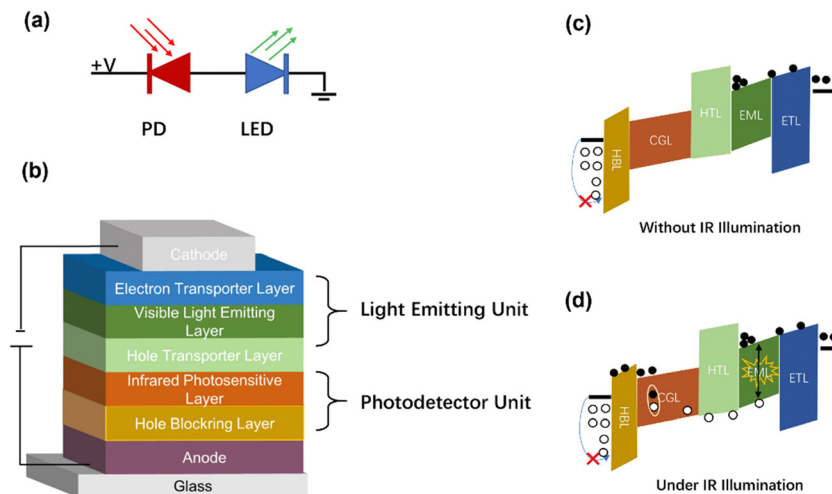 (a)
+V
PD
LED
(b)
Cathode
Electron Transporter Layer
Visible Light Emitting
Layer
Hole Transporter Layer
Infrared Photosensitive
Layer
Hole Blockring Layer
Anode
Glass
Light Emitting Unit
Photodetector Unit
(c)
HBL
CGL
HTL
EML
ETL
Without IR Illumination
(d)
HBL
CGL
HTL
EML
ETL
Under IR Illumination